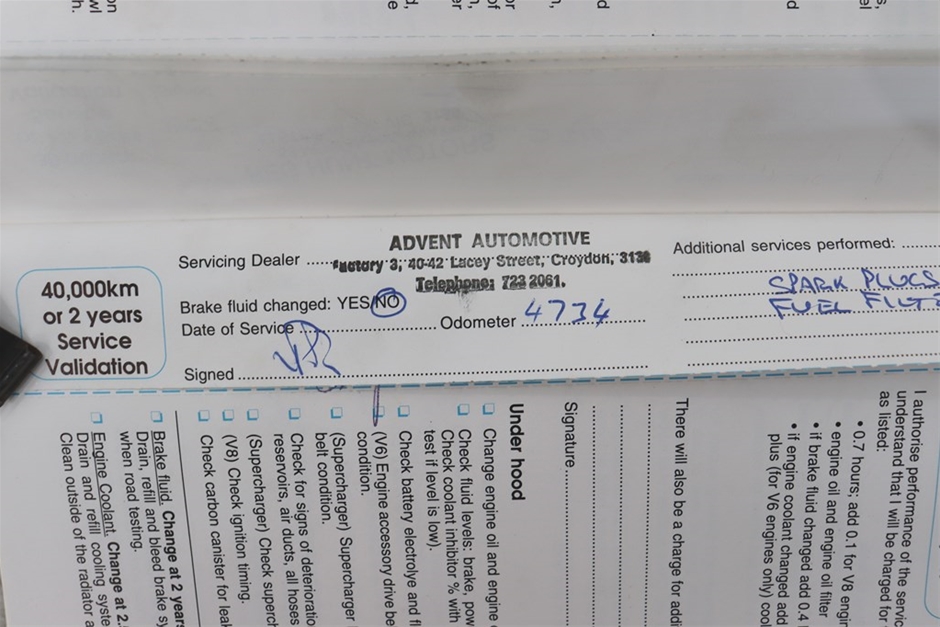 ADVENT AUTOMOTIVE
Servicing Dealer ......Factory 3, 40-42 Lacey Street, Croydon, 3136
Telephone: 723 2061.
40,000km
or 2 years
Service
Validation
Brake fluid changed: YES/NO
Date of Service .......................... Odometer 4734
Signed
Additional services performed: ........
SPARK PLUGS
FUEL FILT
I authorise performance of the servic
understand that I will be charged for
as listed:
• 0.7 hours; add 0.1 for V8 engin
• engine oil and engine oil filter
• if brake fluid changed add 0.4
• if engine coolant changed add
plus (for V6 engines only) cool
There will also be a charge for addi
Signature
Under hood
Change engine oil and engine
Check fluid levels: brake, pow
Check coolant inhibitor % with
test if level is low).
Check battery electrolye and fl
(V6) Engine accessory drive be
condition.
(Supercharger) Supercharger
belt condition.
Check for signs of deterioratio
reservoirs, air ducts, all hoses
(Supercharger) Check superch
(V8) Check ignition timing.
Check carbon canister for leak
Brake fluid. Change at 2 years
Drain, refill and bleed brake sy
when road testing.
Engine Coolant. Change at 2.
Drain and refill cooling syste
Clean outside of the radiator a